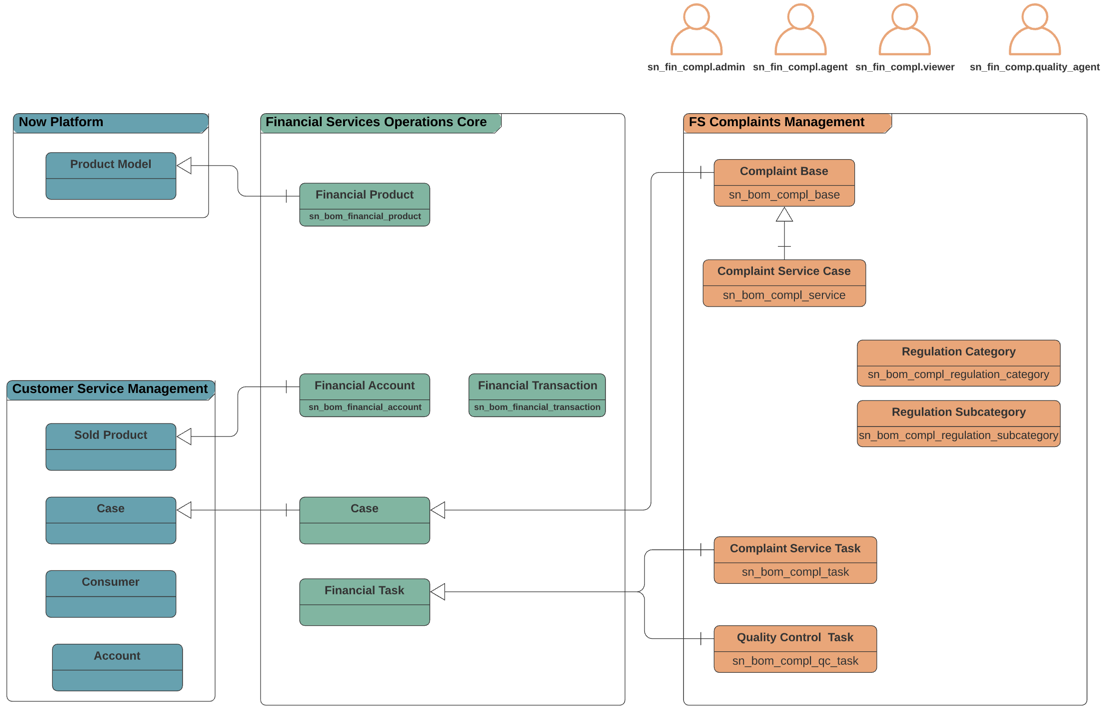 sn_fin_compl.admin
sn_fin_compl.agent
sn_fin_compl.viewer
sn_fin_comp.quality_agent
Now Platform
Product Model
Customer Service Management
Sold Product
Case
Consumer
Account
Financial Services Operations Core
Financial Product
sn_bom_financial_product
Financial Account
sn_bom_financial_account
Financial Transaction
sn_bom_financial_transaction
Case
Financial Task
FS Complaints Management
Complaint Base
sn_bom_compl_base
Complaint Service Case
sn_bom_compl_service
Regulation Category
sn_bom_compl_regulation_category
Regulation Subcategory
sn_bom_compl_regulation_subcategory
Complaint Service Task
sn_bom_compl_task
Quality Control Task
sn_bom_compl_qc_task